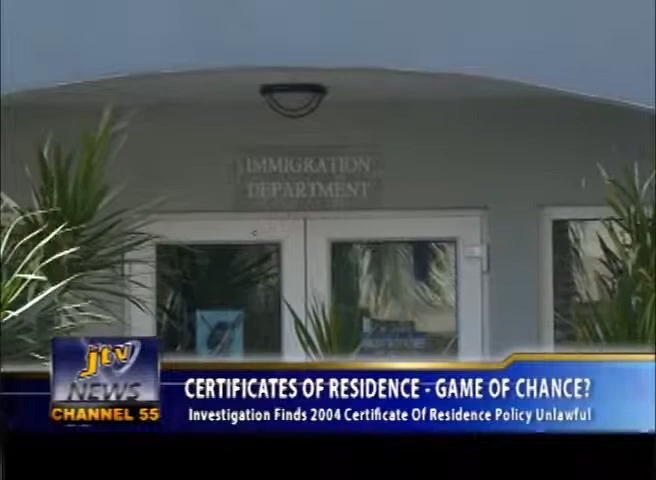 IMMIGRATION
DEPARTMENT
jtv
NEWS
CHANNEL 55
CERTIFICATES OF RESIDENCE - GAME OF CHANCE?
Investigation Finds 2004 Certificate Of Residence Policy Unlawful